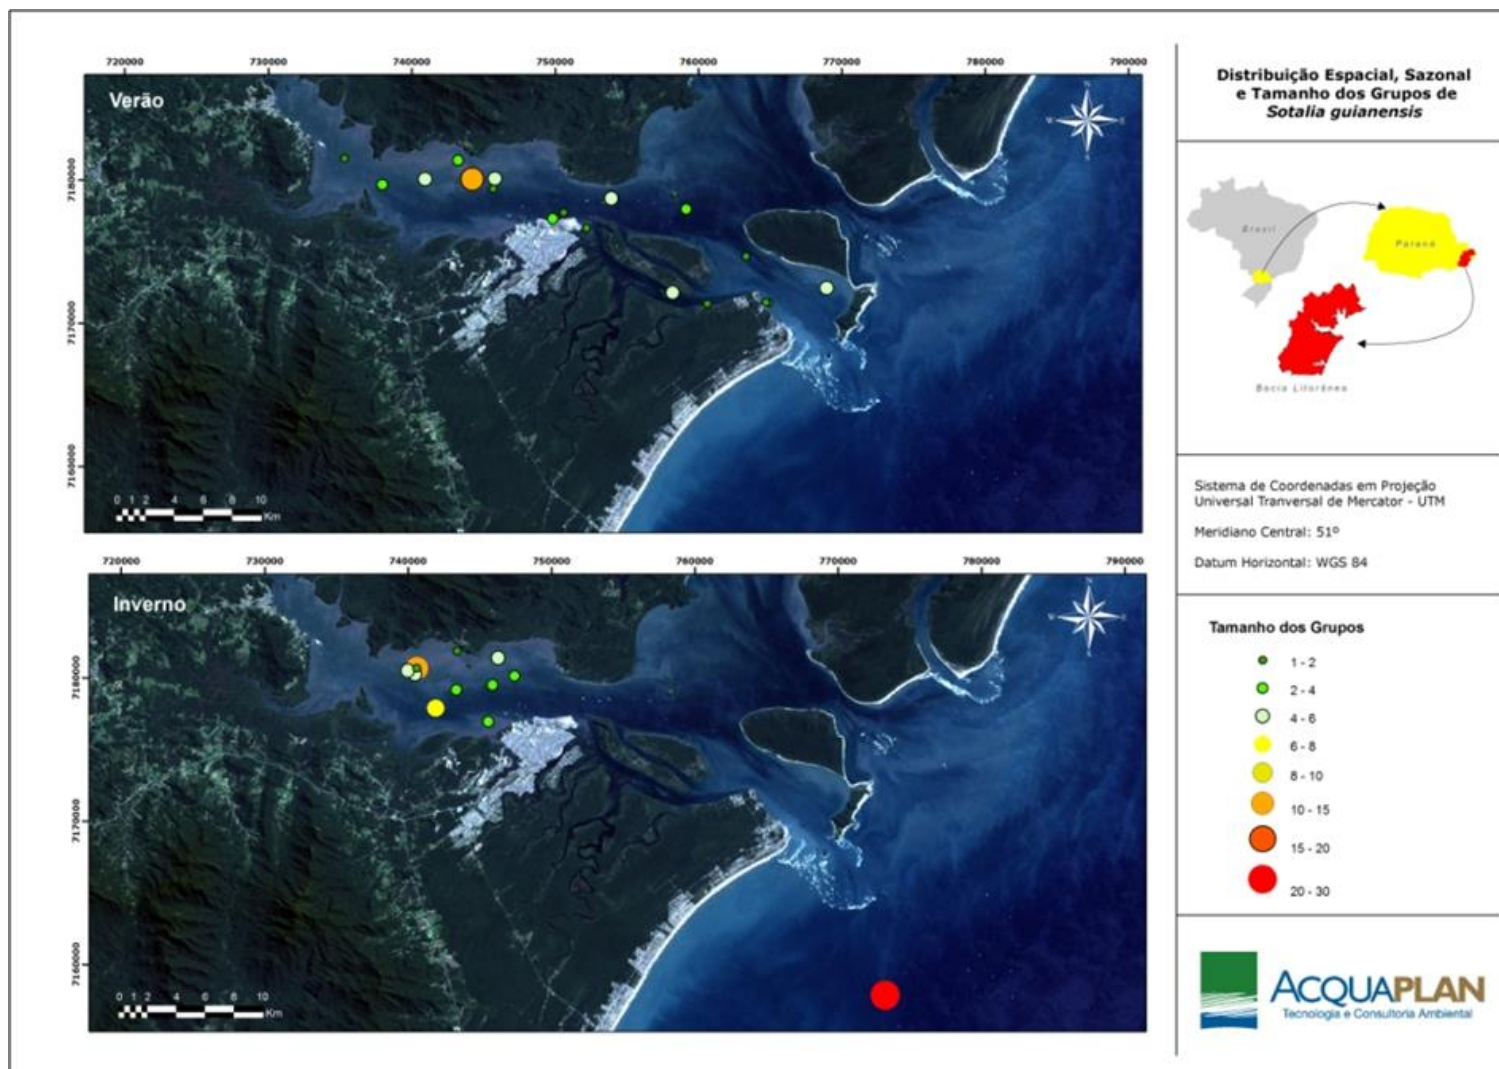 720000 730000 740000 750000 760000 770000 780000 790000
Verão
N
W E
S
7180000
7170000
7160000
0 1 2 4 6 8 10
Km
720000 730000 740000 750000 760000 770000 780000 790000
Inverno
N
W E
S
7180000
7170000
7160000
0 1 2 4 6 8 10
Km
Distribuição Espacial, Sazonal
e Tamanho dos Grupos de
Sotalia guianensis
Brasil
Paraná
Bacia Litorânea
Sistema de Coordenadas em Projeção
Universal Tranversal de Mercator - UTM
Meridiano Central: 51º
Datum Horizontal: WGS 84
Tamanho dos Grupos
1 - 2
2 - 4
4 - 6
6 - 8
8 - 10
10 - 15
15 - 20
20 - 30
ACQUAPLAN
Tecnologia e Consultoria Ambiental